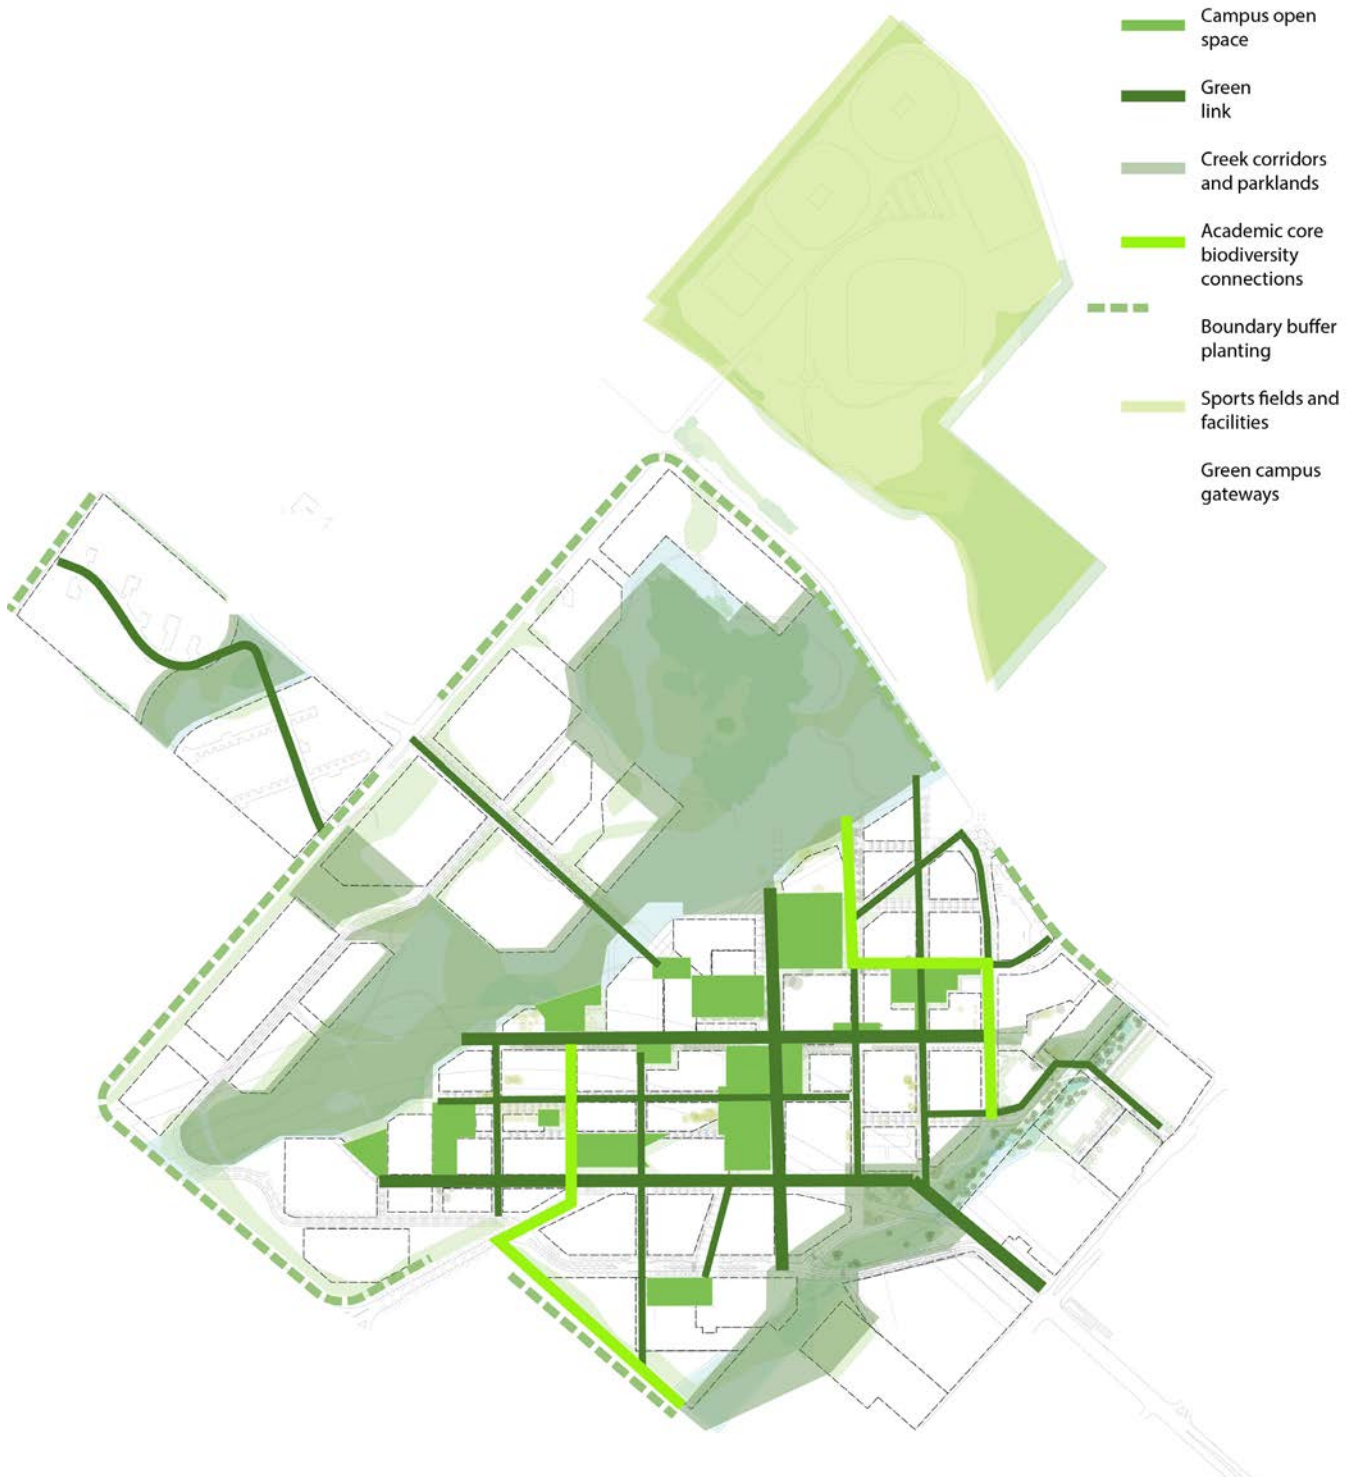 Campus open
space
Green
link
Creek corridors
and parklands
Academic core
biodiversity
connections
Boundary buffer
planting
Sports fields and
facilities
Green campus
gateways